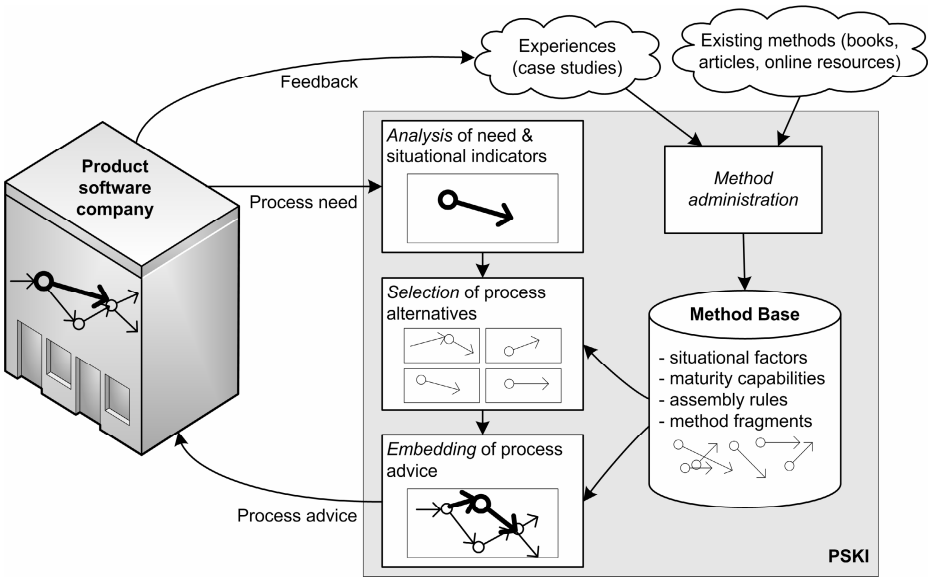 Experiences
(case studies)
Existing methods (books,
articles, online resources)
Feedback
Product
software
company
Process need
Analysis of need &
situational indicators
Method
administration
Selection of process
alternatives
Method Base
- situational factors
- maturity capabilities
- assembly rules
- method fragments
Embedding of process
advice
Process advice
PSKI